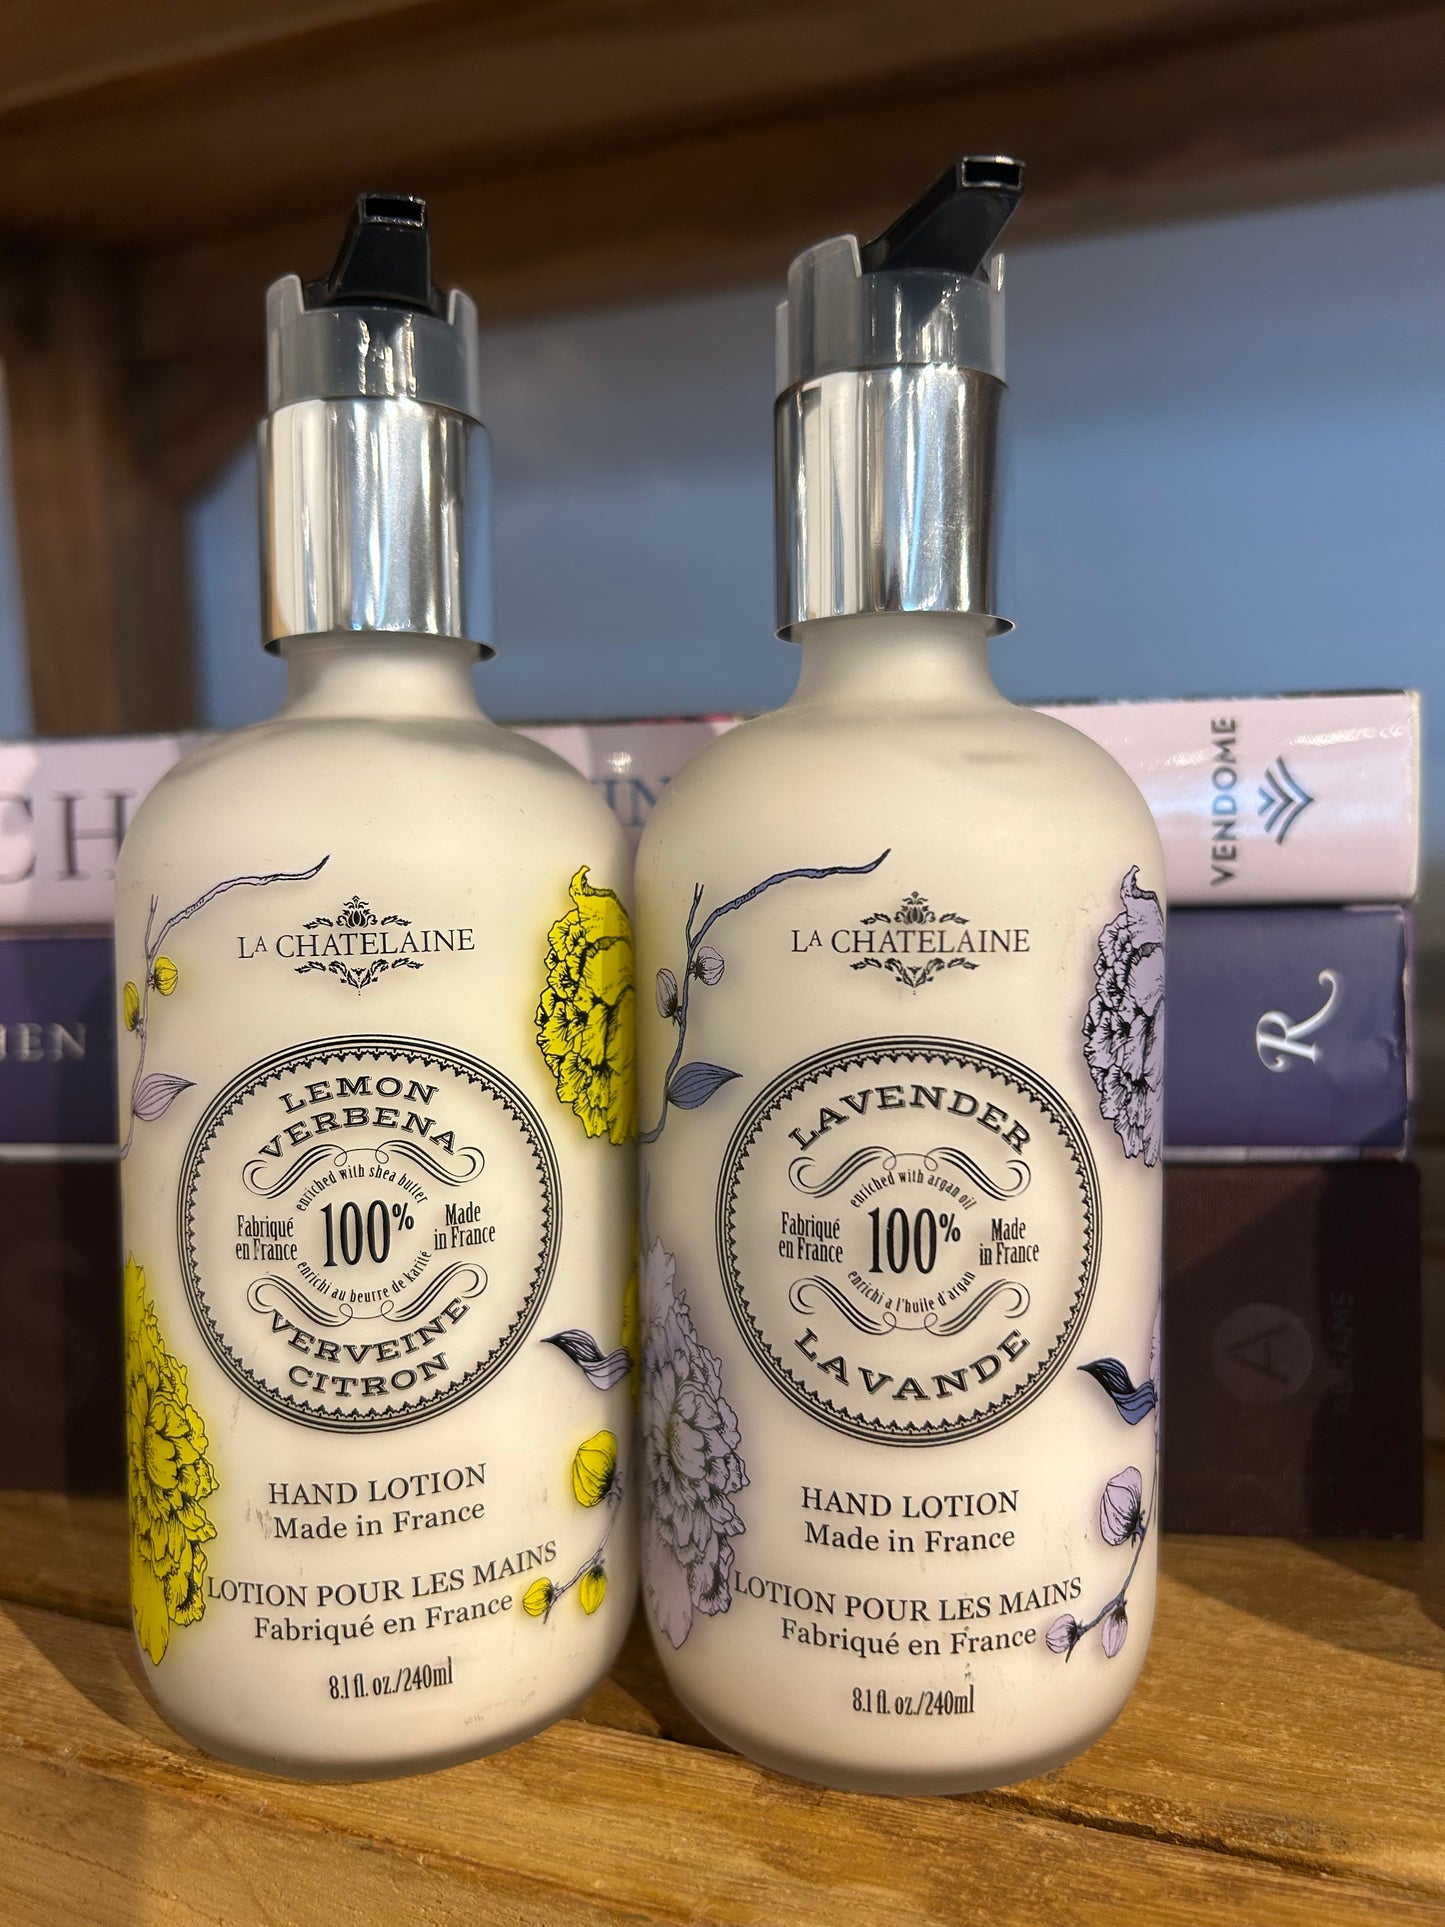 LA CHATELAINE
LEMON
VERBENA
enriched with shea butter
Fabriqué
en France
100%
Made
in France
enrichi au beurre de karite
VERVEINE
CITRON
HAND LOTION
Made in France
LOTION POUR LES MAINS
Fabriqué en France
8.1 fl. oz./240ml
LA CHATELAINE
LAVENDER
enriched with argan oil
Fabriqué
en France
100%
Made
in France
enrichi a l'huile d'argan
LAVANDE
HAND LOTION
Made in France
LOTION POUR LES MAINS
Fabriqué en France
8.1 fl. oz./240ml
VENDOME
R
A
ABRAMS